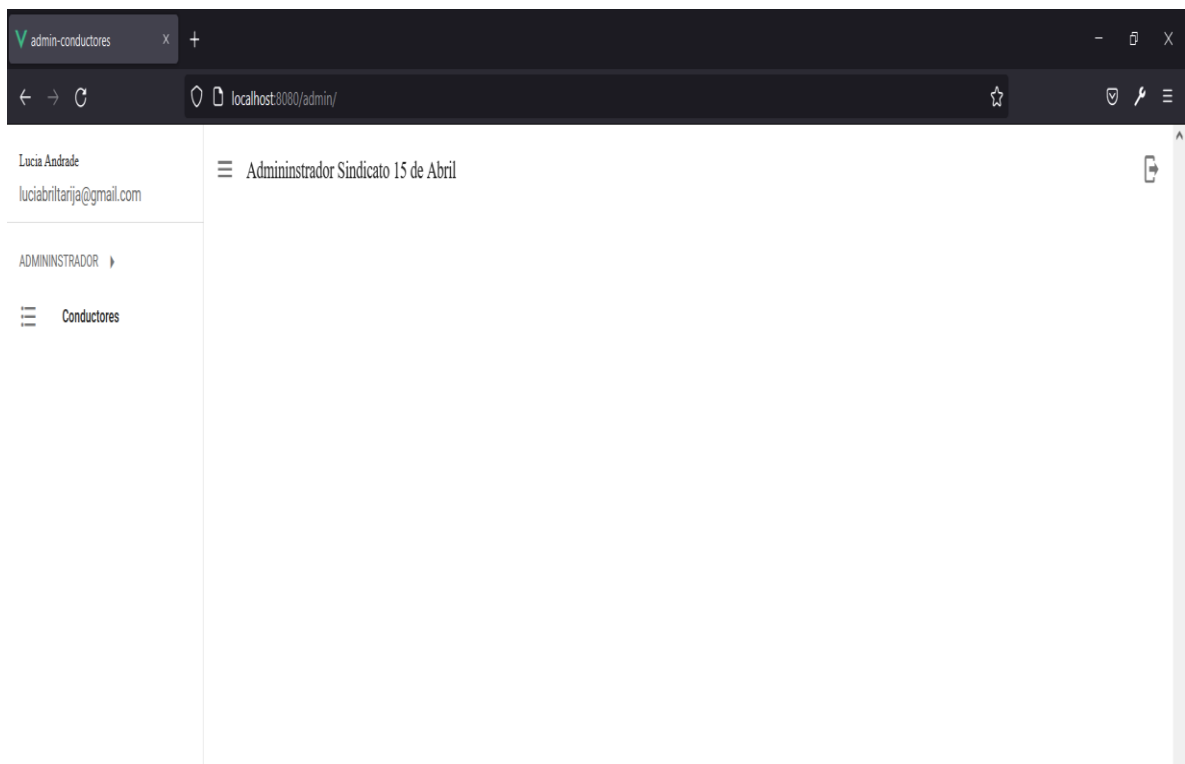 admin-conductores
localhost:8080/admin/
Lucia Andrade
luciabriltarija@gmail.com
Admininstrador Sindicato 15 de Abril
ADMININSTRADOR
Conductores